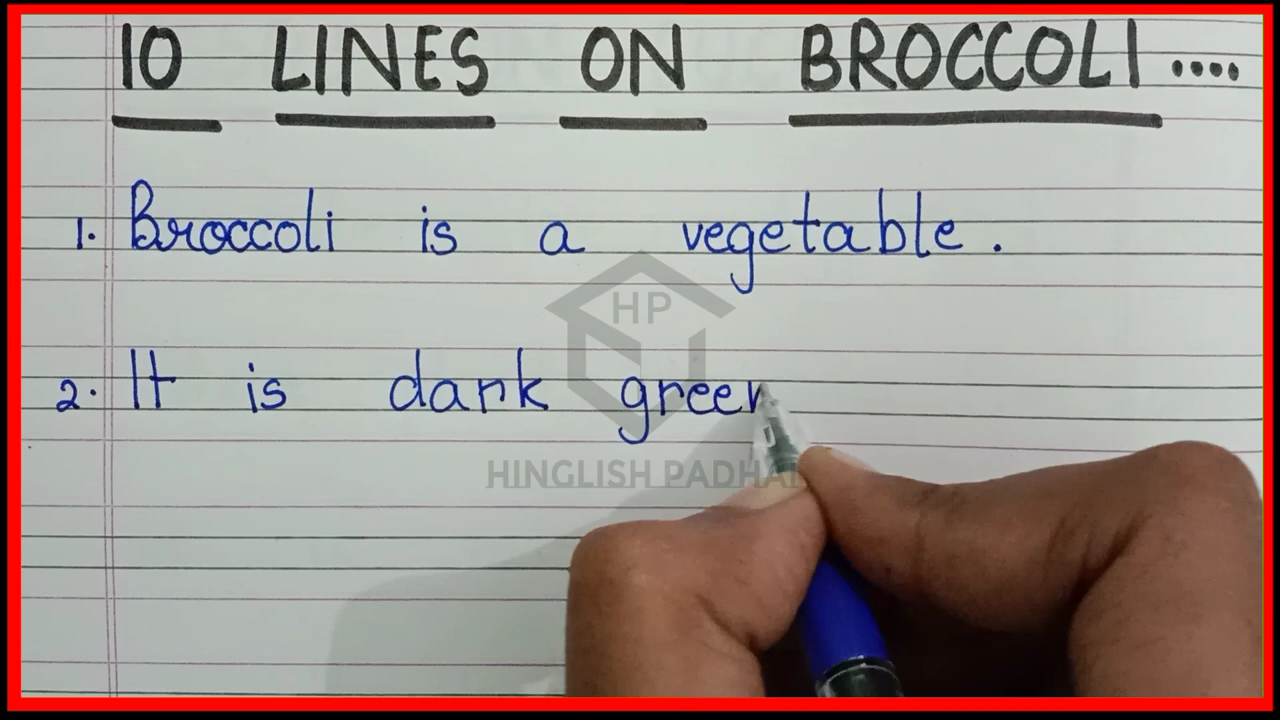 10 LINES ON BROCCOLI....
1. Broccoli is a vegetable.
HP
2. It is dark green
HINGLISH PADHAI